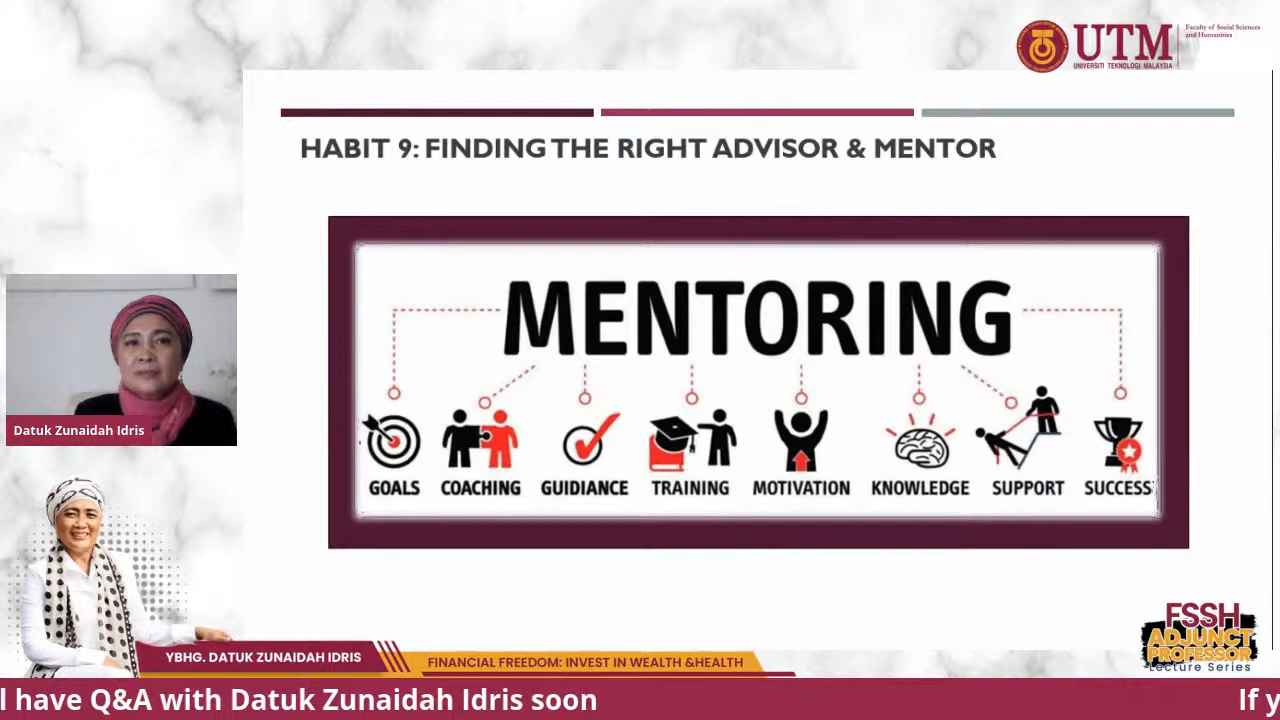 UTM
UNIVERSITI TEKNOLOGI MALAYSIA
Faculty of Social Sciences
and Humanities
HABIT 9: FINDING THE RIGHT ADVISOR & MENTOR
MENTORING
GOALS COACHING GUIDIANCE TRAINING MOTIVATION KNOWLEDGE SUPPORT SUCCESS
Datuk Zunaidah Idris
FSSH
ADJUNCT
PROFESSOR
Lecture Series
YBHG. DATUK ZUNAIDAH IDRIS
FINANCIAL FREEDOM: INVEST IN WEALTH &HEALTH
l have Q&A with Datuk Zunaidah Idris soon
If y